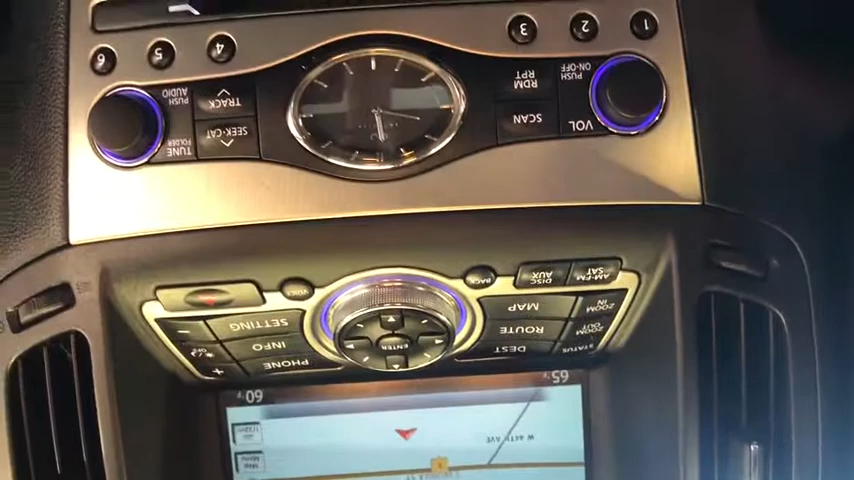 65°
60°
Menu
STATUS
DEST
PHONE
+
ZOOM OUT
ROUTE
ENTER
INFO
OFF
ZOOM IN
MAP
SETTING
-
AM·FM SAT
DISC AUX
BACK
VOICE
VOL
SCAN
SEEK CAT
TUNE FOLDER
PUSH ON·OFF
RPT RDM
TRACK
PUSH AUDIO
1 2 3 4 5 6